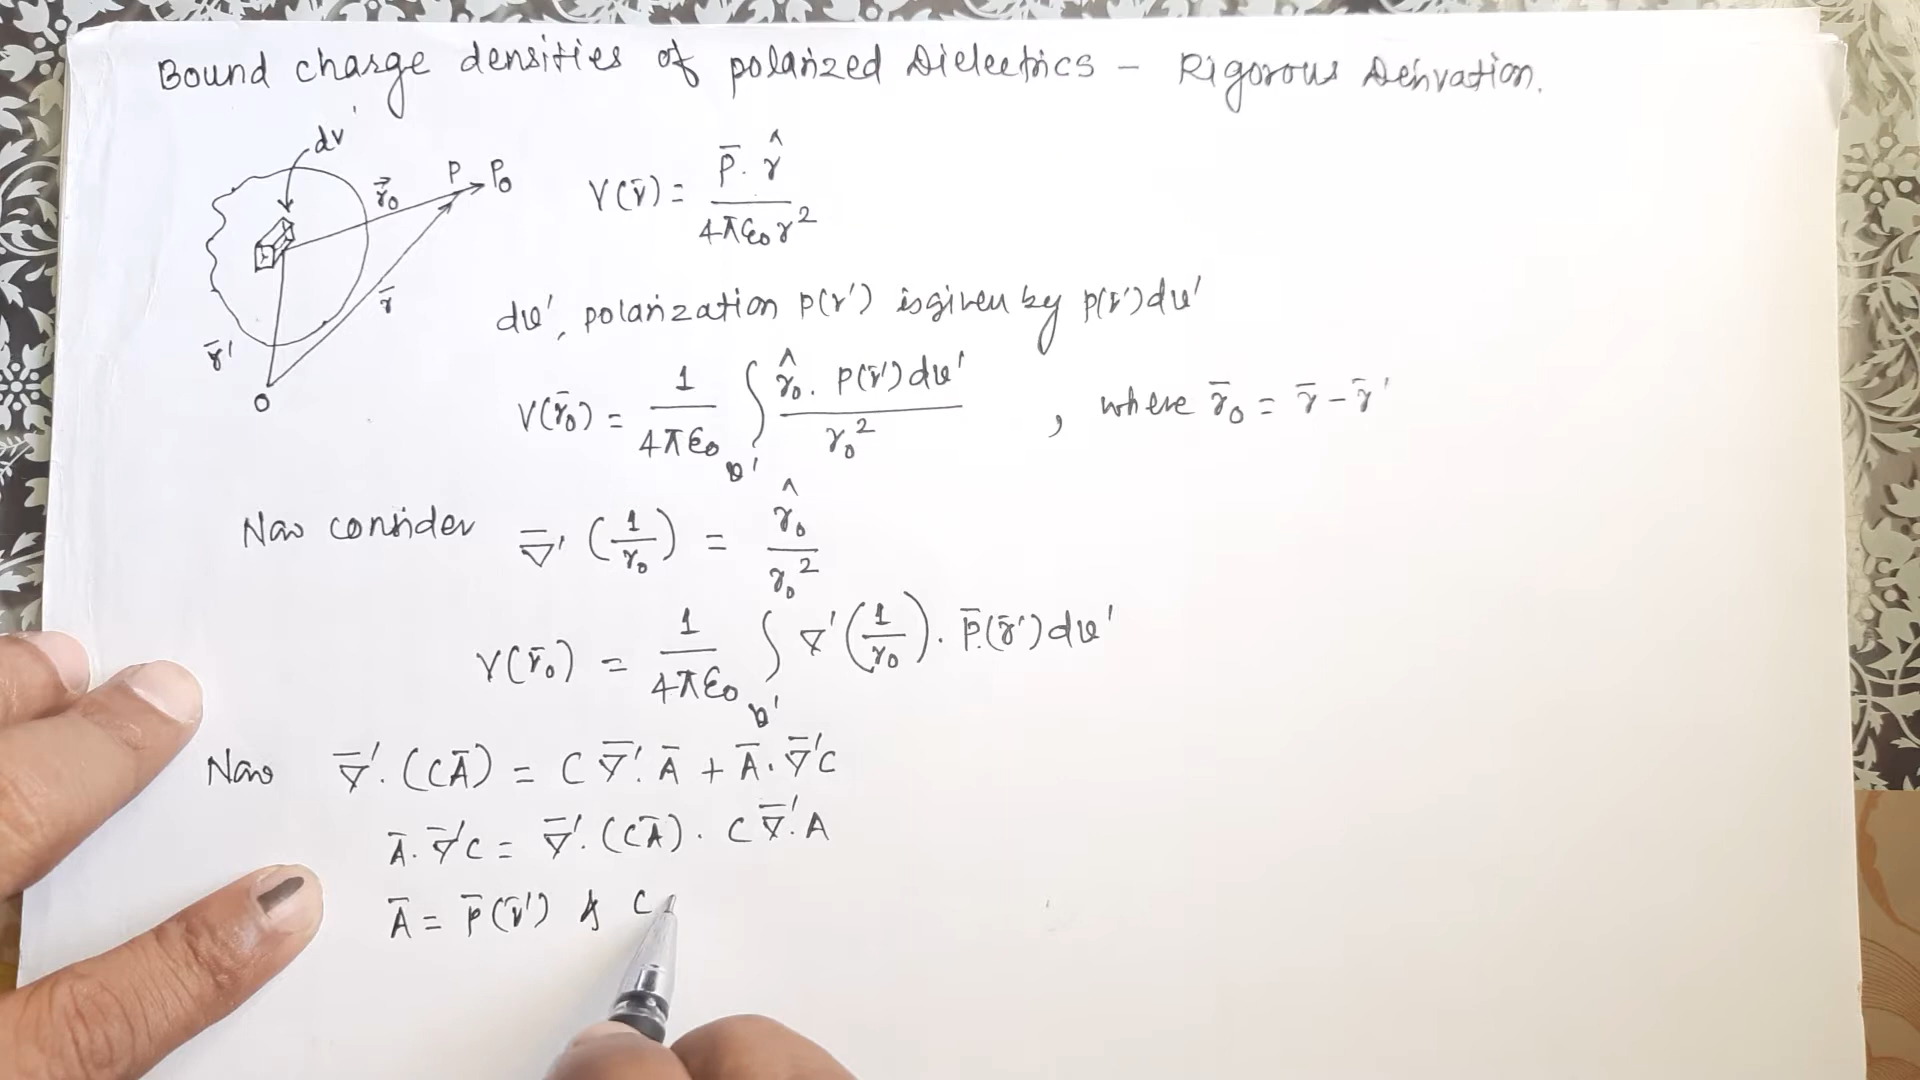 Bound charge densities of polarized Dielectrics – Rigorous Derivation.
dv'
P P₀
r⃗₀
r̄
r̄'
O
V(r̄) = p̄. r̂ / 4πε₀r²
dv', polarization p(r') is given by p(r̄')dv'
V(r̄₀) = 1/4πε₀ ∫v' r̂₀. p(r̄')dv' / r₀² , where r̄₀ = r̄ – r̄'
Now consider ∇̄' (1/r₀) = r̂₀ / r₀²
V(r̄₀) = 1/4πε₀ ∫v' ∇' (1/r₀). p̄(r̄')dv'
Now ∇̄'. (CĀ) = C ∇̄'. Ā + Ā. ∇̄'C
Ā. ∇̄'C = ∇̄'. (CĀ) . C ∇̄'. A
Ā = p̄(r̄') & C